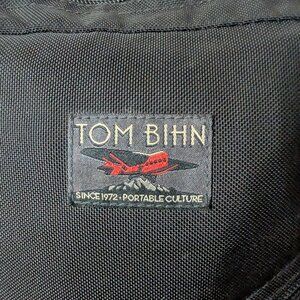 TOM BIHN
SINCE 1972 • PORTABLE CULTURE